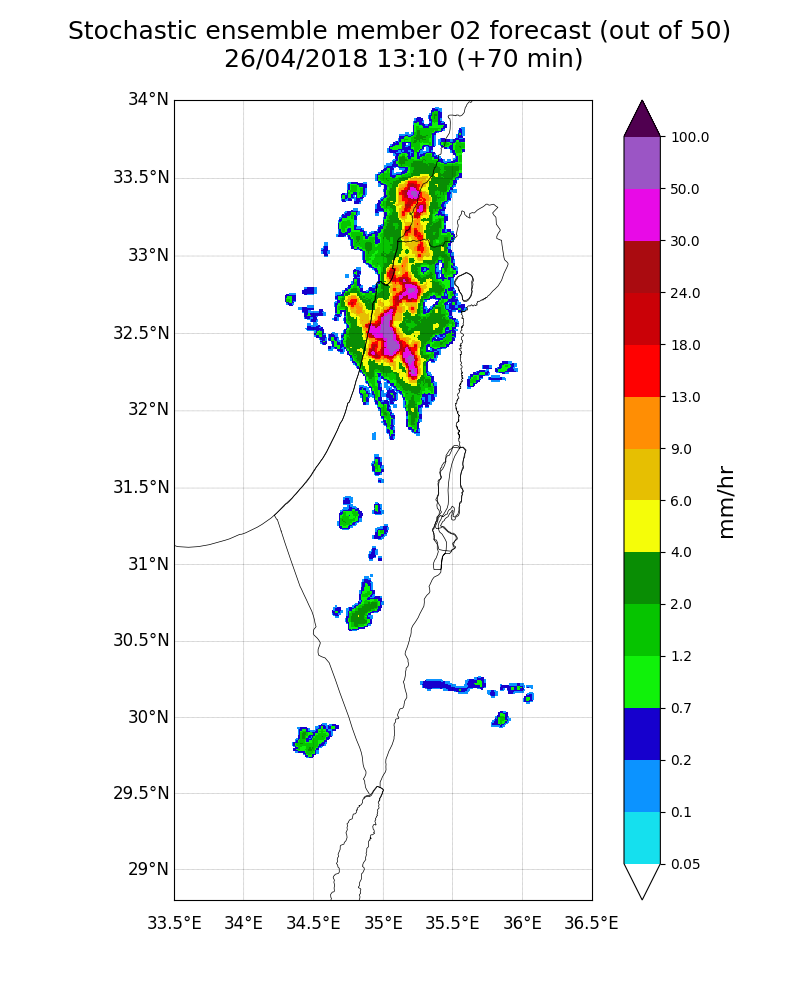 Stochastic ensemble member 02 forecast (out of 50)
26/04/2018 13:10 (+70 min)
34°N
33.5°N
33°N
32.5°N
32°N
31.5°N
31°N
30.5°N
30°N
29.5°N
29°N
33.5°E 34°E 34.5°E 35°E 35.5°E 36°E 36.5°E
100.0
50.0
30.0
24.0
18.0
13.0
9.0
6.0
4.0
2.0
1.2
0.7
0.2
0.1
0.05
mm/hr